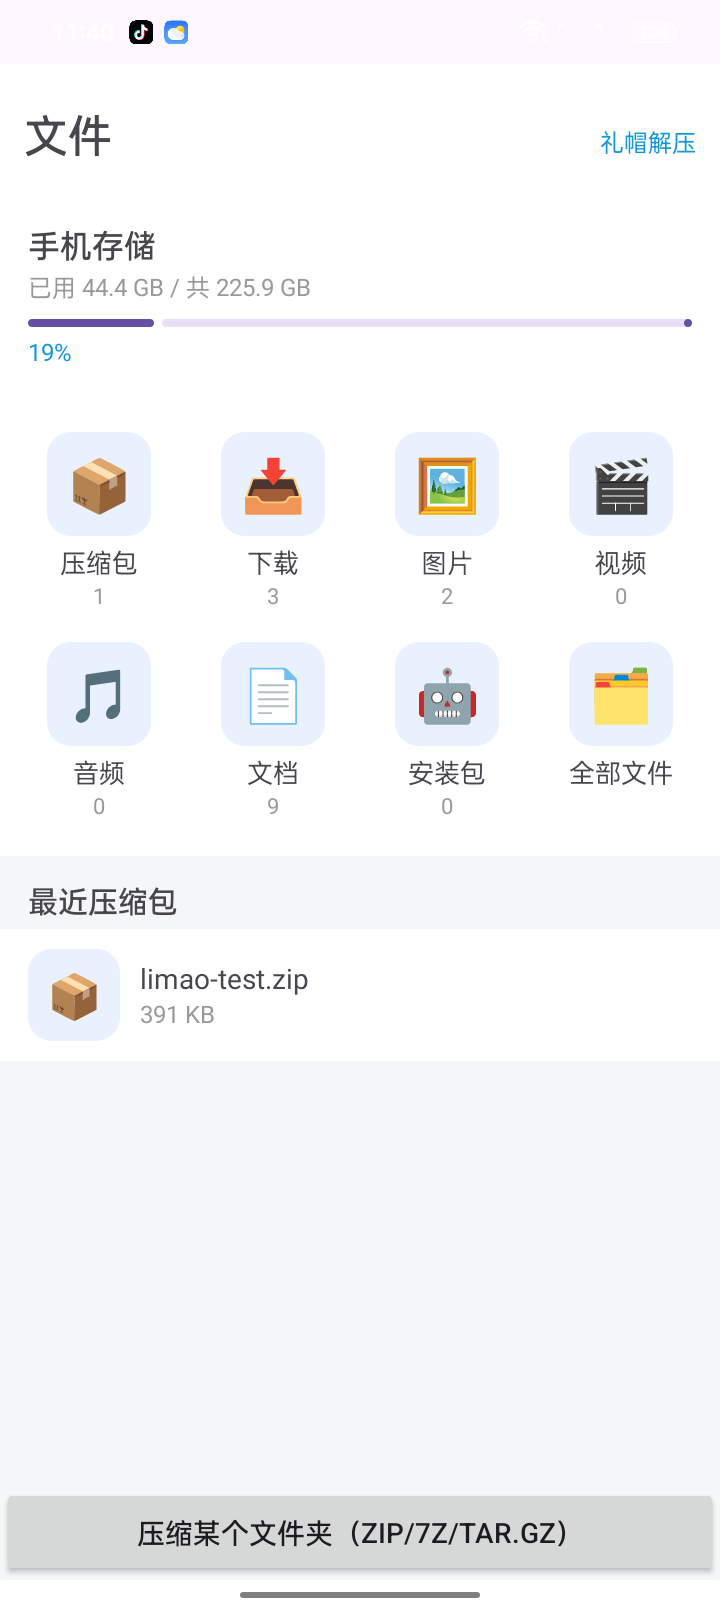 11:40
文件
礼帽解压
手机存储
已用 44.4 GB / 共 225.9 GB
19%
压缩包
下载
图片
视频
1
3
2
0
音频
文档
安装包
全部文件
0
9
0
最近压缩包
limao-test.zip
391 KB
压缩某个文件夹（ZIP/7Z/TAR.GZ）